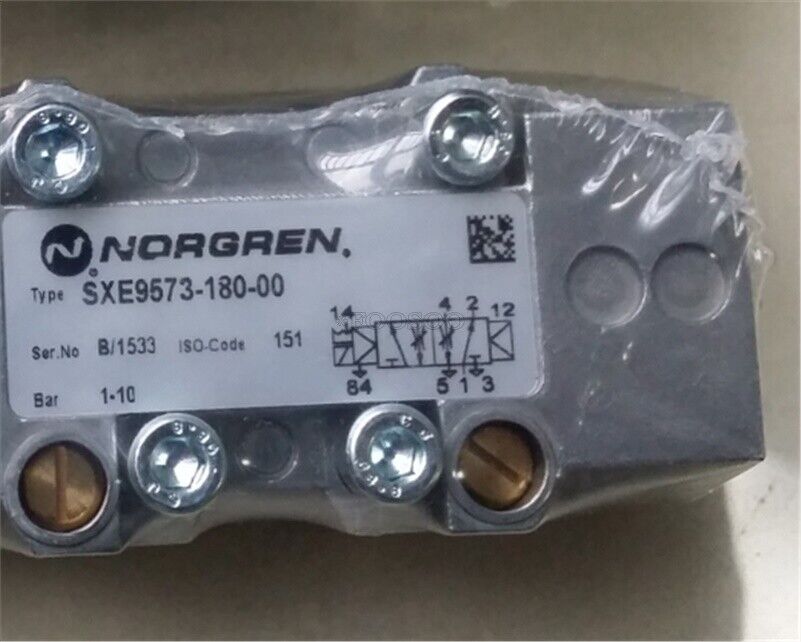 NORGREN.
®
Type SXE9573-180-00
Ser.No B/1533 ISO-Code 151
Bar 1-10
14 4 2 12
84 5 1 3
XFOOSOO